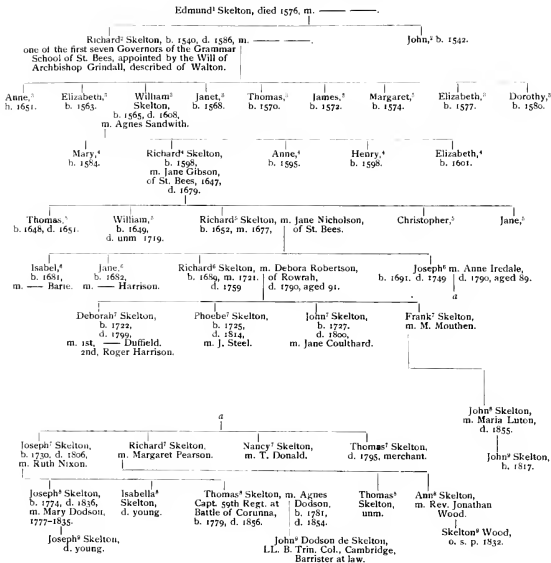 Edmund¹ Skelton, died 1576, m. ——— ———.
Richard² Skelton, b. 1540, d. 1586, m. ——— ———.
one of the first seven Governors of the Grammar
School of St. Bees, appointed by the Will of
Archbishop Grindall, described of Walton.
John,² b. 1542.
Anne,³
b. 1651.
Elizabeth,³
b. 1563.
William³
Skelton,
b. 1565, d. 1608,
m. Agnes Sandwith.
Janet,³
b. 1568.
Thomas,³
b. 1570.
James,³
b. 1572.
Margaret,³
b. 1574.
Elizabeth,³
b. 1577.
Dorothy,³
b. 1580.
Mary,⁴
b. 1584.
Richard⁴ Skelton,
b. 1598,
m. Jane Gibson,
of St. Bees, 1647,
d. 1679.
Anne,⁴
b. 1595.
Henry,⁴
b. 1598.
Elizabeth,⁴
b. 1601.
Thomas,⁵
b. 1648, d. 1651.
William,⁵
b. 1649,
d. unm 1719.
Richard⁵ Skelton, m. Jane Nicholson,
b. 1652, m. 1677, of St. Bees.
Christopher,⁵
Jane,⁵
Isabel,⁶
b. 1681,
m. —— Barie.
Jane,⁶
b. 1682,
m. —— Harrison.
Richard⁶ Skelton, m. Debora Robertson,
b. 1689, m. 1721. of Rowrah,
d. 1759 d. 1790, aged 91.
Joseph⁶ m. Anne Iredale,
b. 1691. d. 1749 d. 1790, aged 89.
a
Deborah⁷ Skelton,
b. 1722,
d. 1799,
m. 1st, —— Duffield.
2nd, Roger Harrison.
Phoebe⁷ Skelton,
b. 1725,
d. 1814,
m. J. Steel.
John⁷ Skelton,
b. 1727.
d. 1800,
m. Jane Coulthard.
Frank⁷ Skelton,
m. M. Mouthen.
John⁸ Skelton,
m. Maria Luton,
d. 1855.
John⁹ Skelton,
b. 1817.
a
Joseph⁷ Skelton,
b. 1730, d. 1806,
m. Ruth Nixon.
Richard⁷ Skelton,
m. Margaret Pearson.
Nancy⁷ Skelton,
m. T. Donald.
Thomas⁷ Skelton,
d. 1795, merchant.
Joseph⁸ Skelton,
b. 1774, d. 1836,
m. Mary Dodson,
1777-1835.
Isabella⁸
Skelton,
d. young.
Thomas⁸ Skelton, m. Agnes
Capt. 59th Regt. at Dodson,
Battle of Corunna, b. 1781,
b. 1779, d. 1856. d. 1854.
Thomas⁸
Skelton,
unm.
Ann⁸ Skelton,
m. Rev. Jonathan
Wood.
Joseph⁹ Skelton,
d. young.
John⁹ Dodson de Skelton,
LL. B. Trin. Col., Cambridge,
Barrister at law.
Skelton⁹ Wood,
o. s. p. 1832.